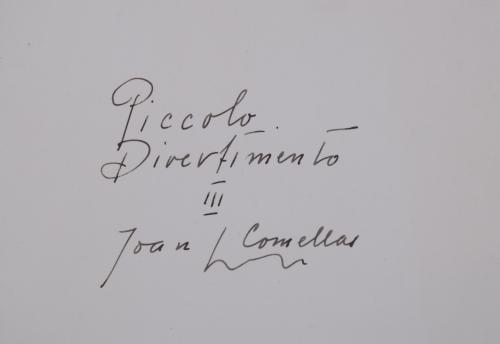 Piccolo
Divertimento
III
Joan Comellas